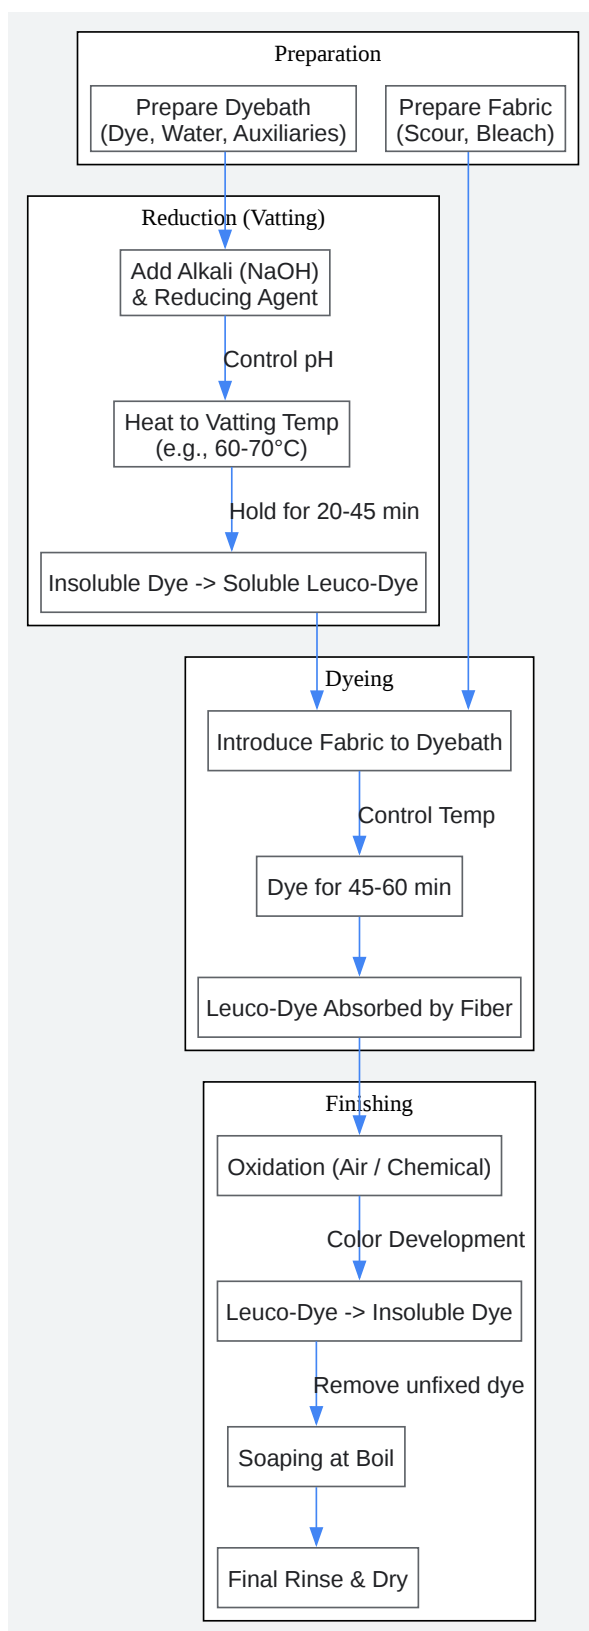 Preparation
Prepare Dyebath
(Dye, Water, Auxiliaries)
Prepare Fabric
(Scour, Bleach)
Reduction (Vatting)
Add Alkali (NaOH)
& Reducing Agent
Control pH
Heat to Vatting Temp
(e.g., 60-70°C)
Hold for 20-45 min
Insoluble Dye -> Soluble Leuco-Dye
Dyeing
Introduce Fabric to Dyebath
Control Temp
Dye for 45-60 min
Leuco-Dye Absorbed by Fiber
Finishing
Oxidation (Air / Chemical)
Color Development
Leuco-Dye -> Insoluble Dye
Remove unfixed dye
Soaping at Boil
Final Rinse & Dry